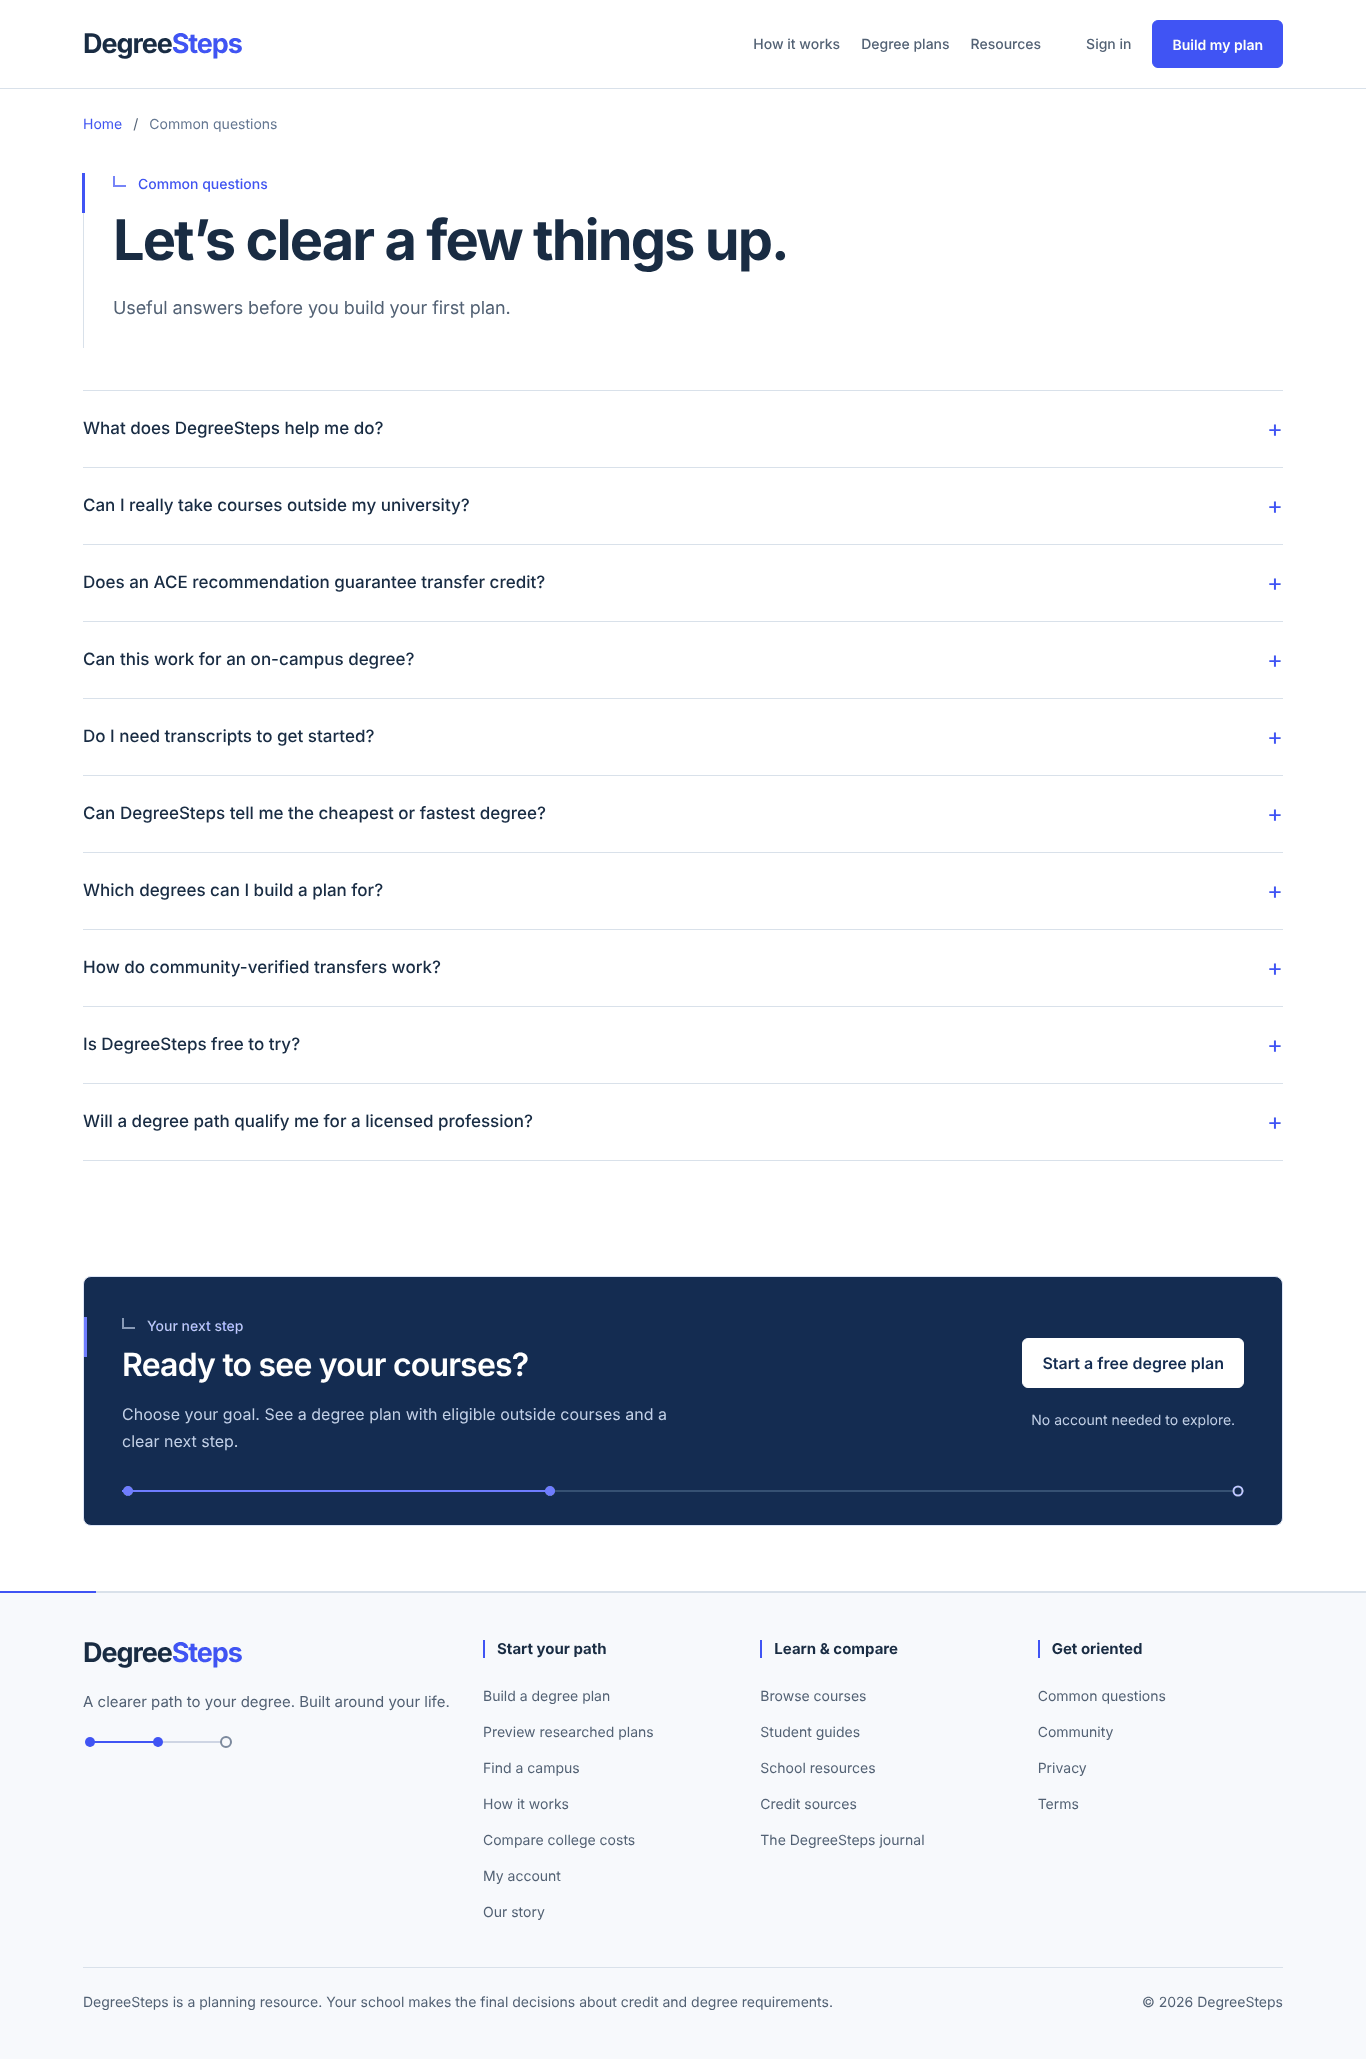 DegreeSteps
How it works
Degree plans
Resources
Sign in
Build my plan
Home / Common questions
Common questions
Let’s clear a few things up.
Useful answers before you build your first plan.
What does DegreeSteps help me do?
+
Can I really take courses outside my university?
+
Does an ACE recommendation guarantee transfer credit?
+
Can this work for an on-campus degree?
+
Do I need transcripts to get started?
+
Can DegreeSteps tell me the cheapest or fastest degree?
+
Which degrees can I build a plan for?
+
How do community-verified transfers work?
+
Is DegreeSteps free to try?
+
Will a degree path qualify me for a licensed profession?
+
Your next step
Ready to see your courses?
Choose your goal. See a degree plan with eligible outside courses and a
clear next step.
Start a free degree plan
No account needed to explore.
DegreeSteps
A clearer path to your degree. Built around your life.
Start your path
Build a degree plan
Preview researched plans
Find a campus
How it works
Compare college costs
My account
Our story
Learn & compare
Browse courses
Student guides
School resources
Credit sources
The DegreeSteps journal
Get oriented
Common questions
Community
Privacy
Terms
DegreeSteps is a planning resource. Your school makes the final decisions about credit and degree requirements.
© 2026 DegreeSteps